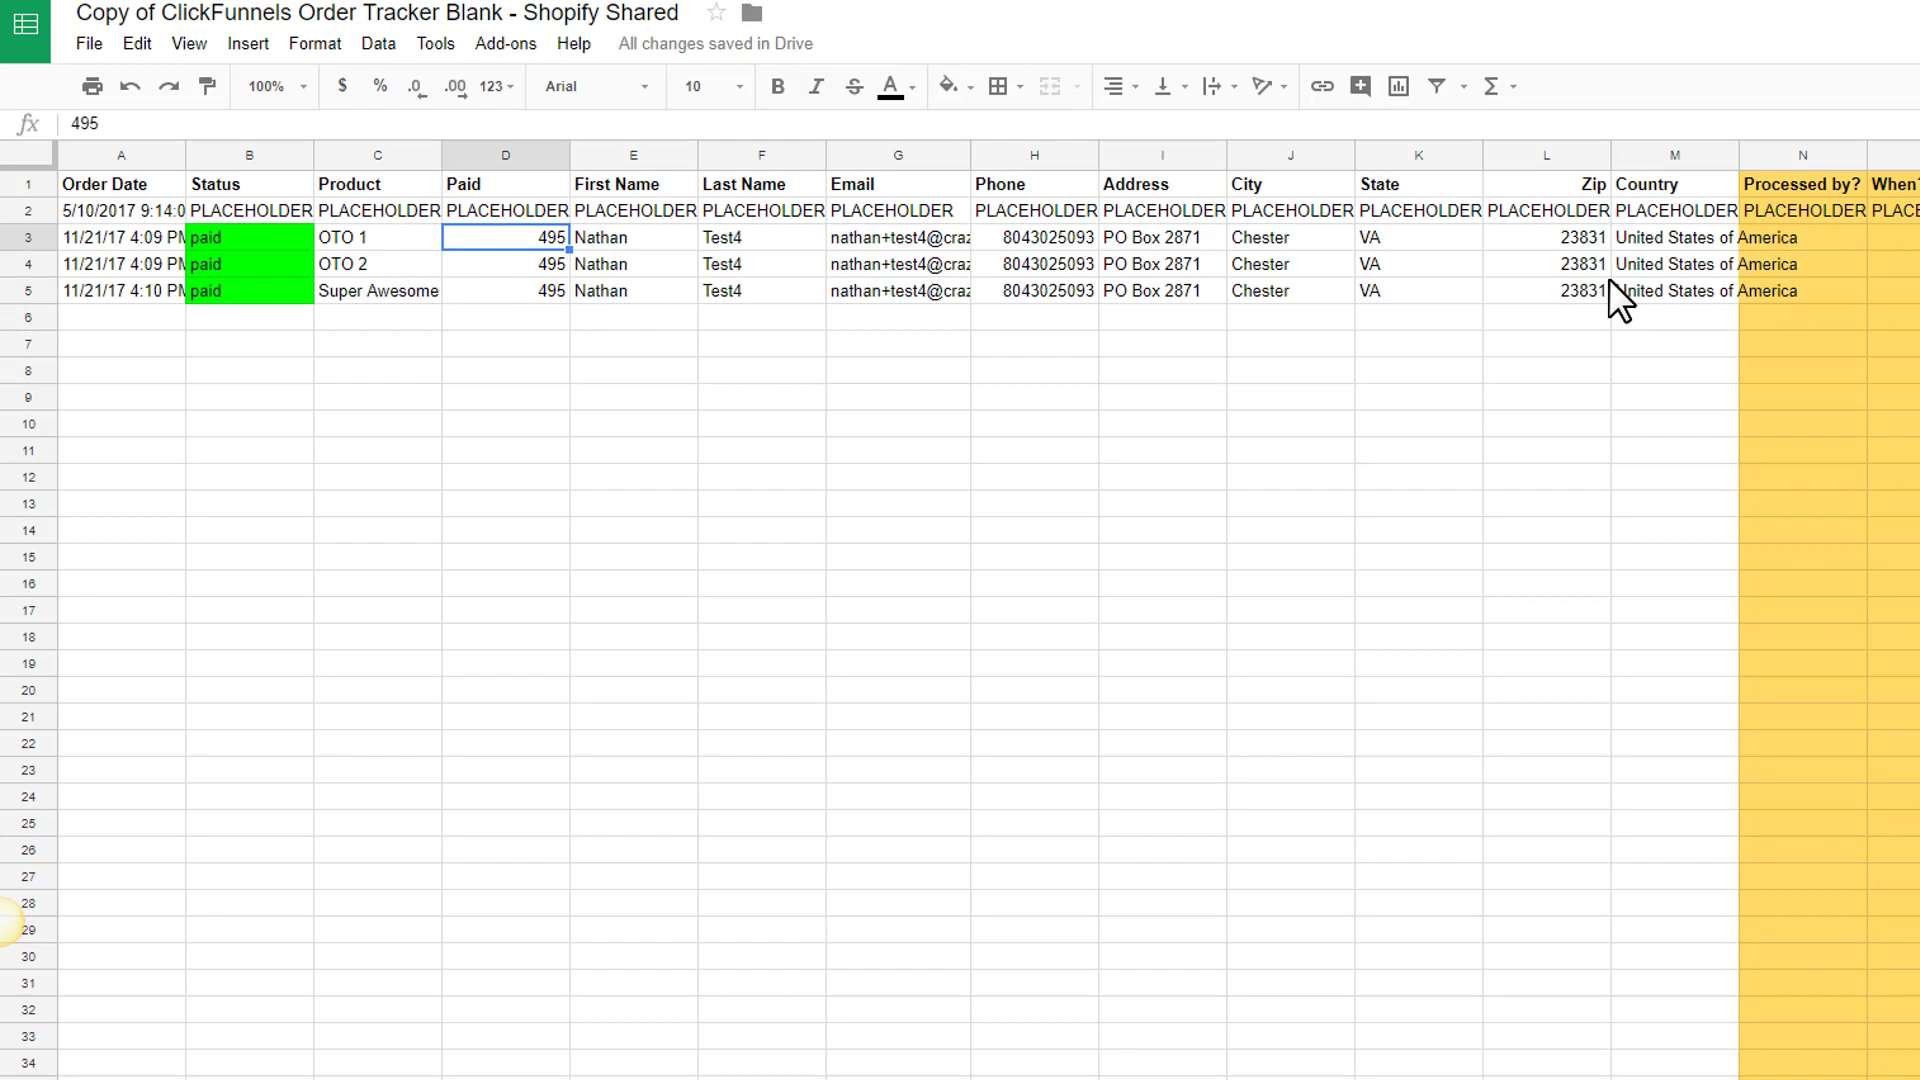 Copy of ClickFunnels Order Tracker Blank - Shopify Shared
File Edit View Insert Format Data Tools Add-ons Help All changes saved in Drive
100% $ % .0 .00 123 Arial 10 B I S A
fx 495
A B C D E F G H I J K L M N
1 Order Date Status Product Paid First Name Last Name Email Phone Address City State Zip Country Processed by? When?
2 5/10/2017 9:14:0 PLACEHOLDER PLACEHOLDER PLACEHOLDER PLACEHOLDER PLACEHOLDER PLACEHOLDER PLACEHOLDER PLACEHOLDER PLACEHOLDER PLACEHOLDER PLACEHOLDER PLACEHOLDER PLACEHOLDER PLACE
3 11/21/17 4:09 PM paid OTO 1 495 Nathan Test4 nathan+test4@craz 8043025093 PO Box 2871 Chester VA 23831 United States of America
4 11/21/17 4:09 PM paid OTO 2 495 Nathan Test4 nathan+test4@craz 8043025093 PO Box 2871 Chester VA 23831 United States of America
5 11/21/17 4:10 PM paid Super Awesome 495 Nathan Test4 nathan+test4@craz 8043025093 PO Box 2871 Chester VA 23831 United States of America
6
7
8
9
10
11
12
13
14
15
16
17
18
19
20
21
22
23
24
25
26
27
28
29
30
31
32
33
34